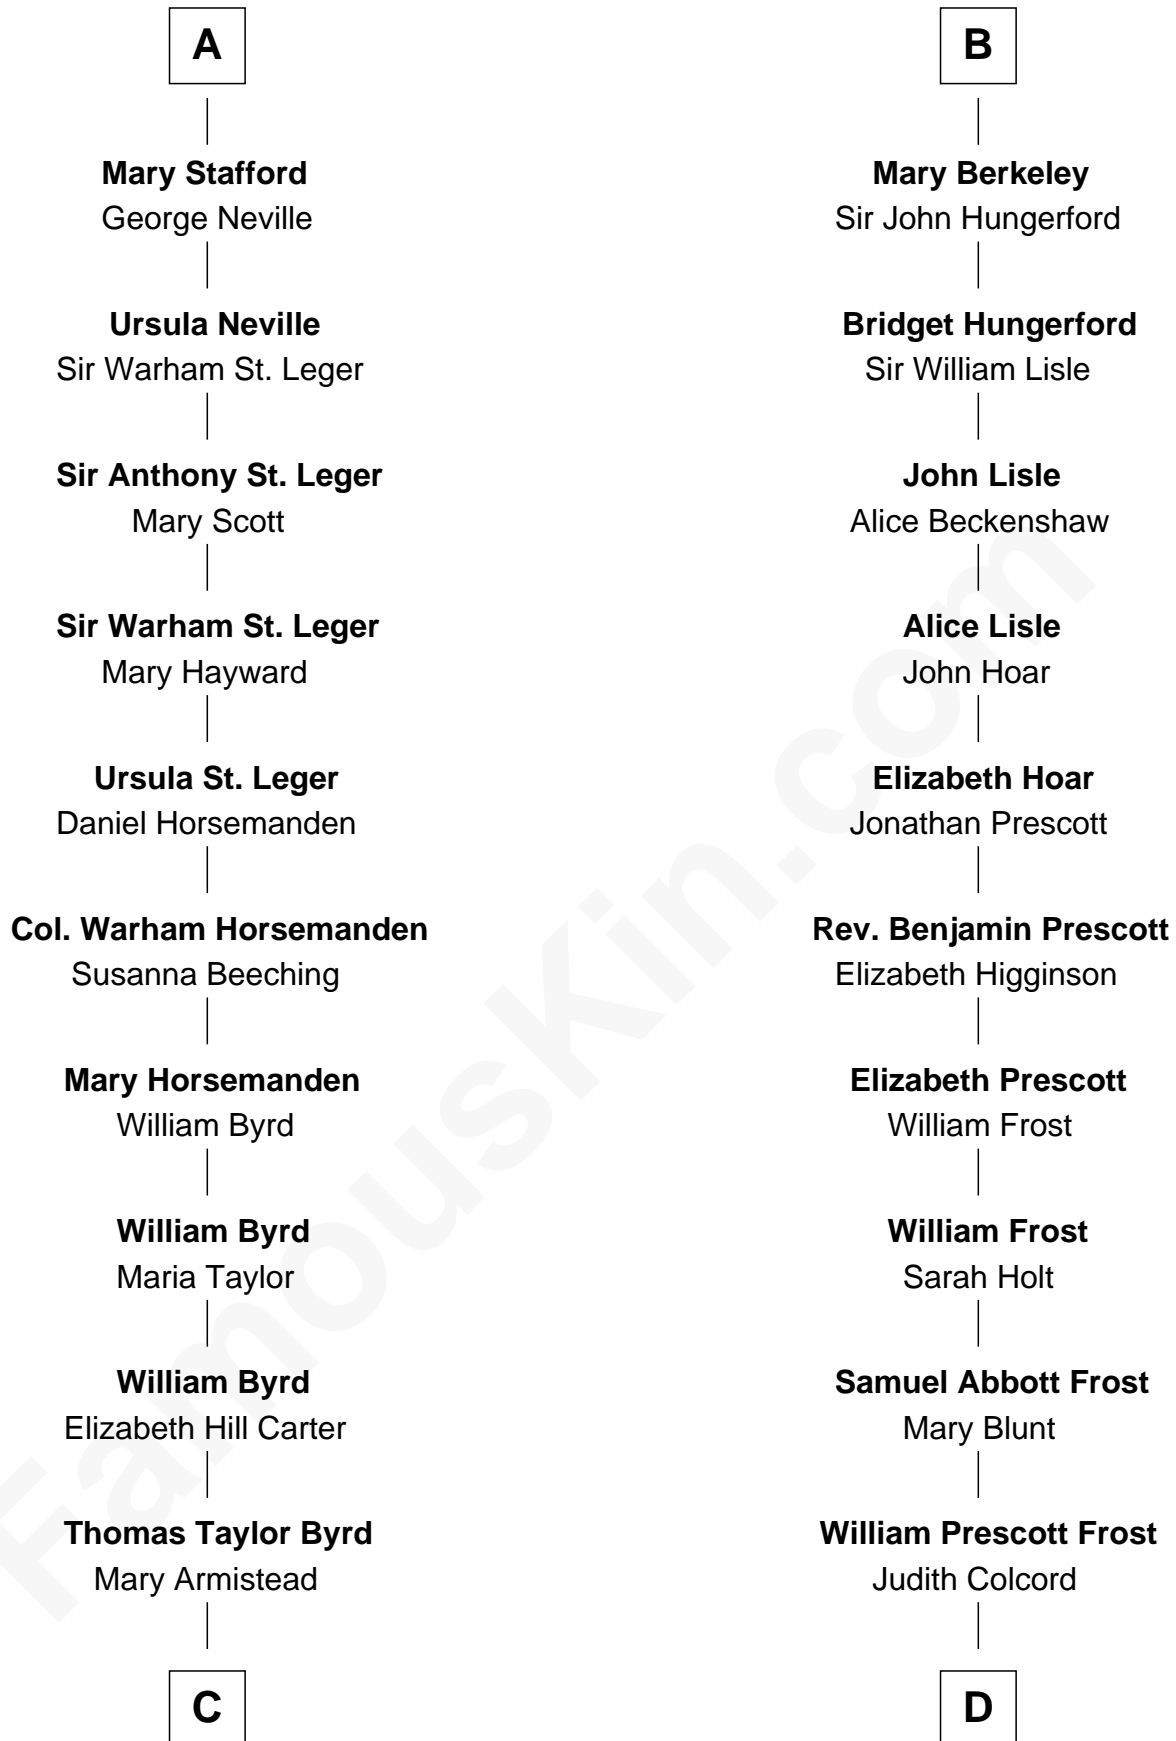 A
Mary Stafford
George Neville
Ursula Neville
Sir Warham St. Leger
Sir Anthony St. Leger
Mary Scott
Sir Warham St. Leger
Mary Hayward
Ursula St. Leger
Daniel Horsemanden
Col. Warham Horsemanden
Susanna Beeching
Mary Horsemanden
William Byrd
William Byrd
Maria Taylor
William Byrd
Elizabeth Hill Carter
Thomas Taylor Byrd
Mary Armistead
C
B
Mary Berkeley
Sir John Hungerford
Bridget Hungerford
Sir William Lisle
John Lisle
Alice Beckenshaw
Alice Lisle
John Hoar
Elizabeth Hoar
Jonathan Prescott
Rev. Benjamin Prescott
Elizabeth Higginson
Elizabeth Prescott
William Frost
William Frost
Sarah Holt
Samuel Abbott Frost
Mary Blunt
William Prescott Frost
Judith Colcord
D
FamousKin.com